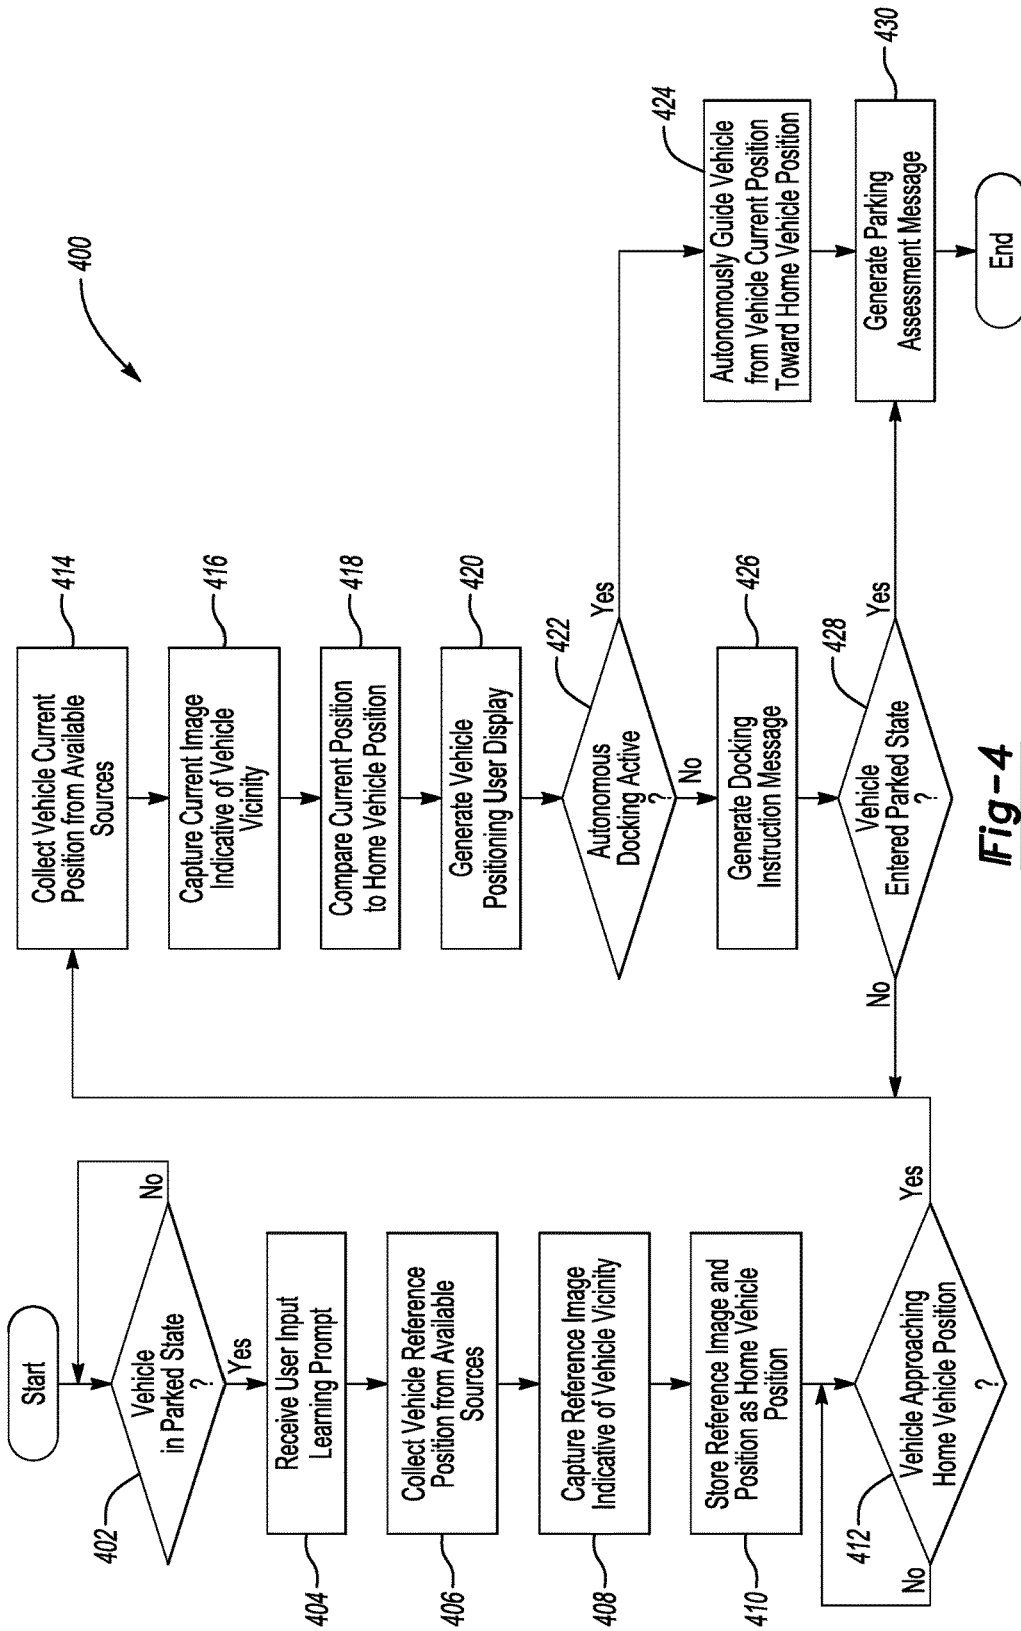 400
Start
Vehicle
in Parked State
?
402
No
Yes
Receive User Input
Learning Prompt
404
Collect Vehicle Reference
Position from Available
Sources
406
Capture Reference Image
Indicative of Vehicle Vicinity
408
Store Reference Image and
Position as Home Vehicle
Position
410
Vehicle Approaching
Home Vehicle Position
?
412
No
Yes
Collect Vehicle Current
Position from Available
Sources
414
Capture Current Image
Indicative of Vehicle
Vicinity
416
Compare Current Position
to Home Vehicle Position
418
Generate Vehicle
Positioning User Display
420
Autonomous
Docking Active
?
422
Yes
No
Autonomously Guide Vehicle
from Vehicle Current Position
Toward Home Vehicle Position
424
Generate Docking
Instruction Message
426
Vehicle
Entered Parked State
?
428
No
Yes
Generate Parking
Assessment Message
430
End
Fig-4